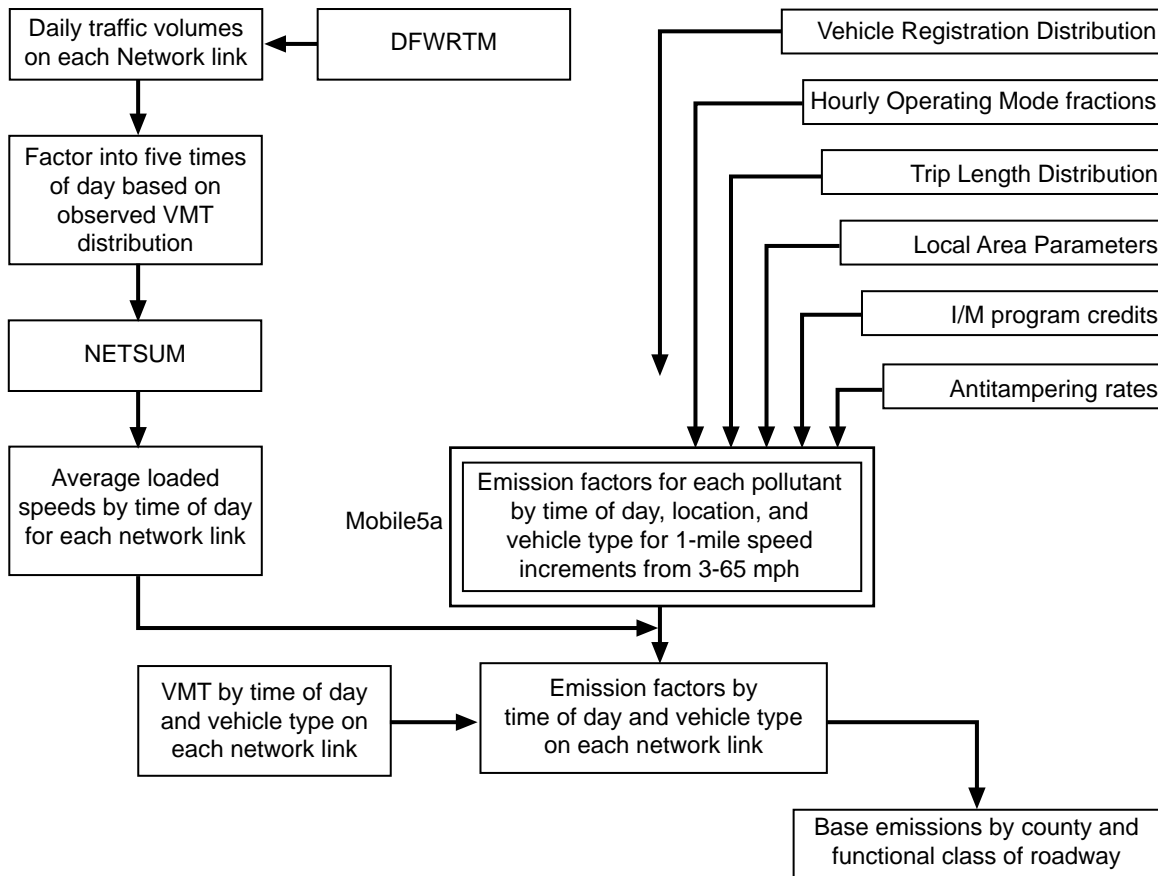 Daily traffic volumes
on each Network link
DFWRTM
Vehicle Registration Distribution
Hourly Operating Mode fractions
Factor into five times
of day based on
observed VMT
distribution
Trip Length Distribution
Local Area Parameters
I/M program credits
NETSUM
Antitampering rates
Average loaded
speeds by time of day
for each network link
Mobile5a
Emission factors for each pollutant
by time of day, location, and
vehicle type for 1-mile speed
increments from 3-65 mph
VMT by time of day
and vehicle type on
each network link
Emission factors by
time of day and vehicle type
on each network link
Base emissions by county and
functional class of roadway